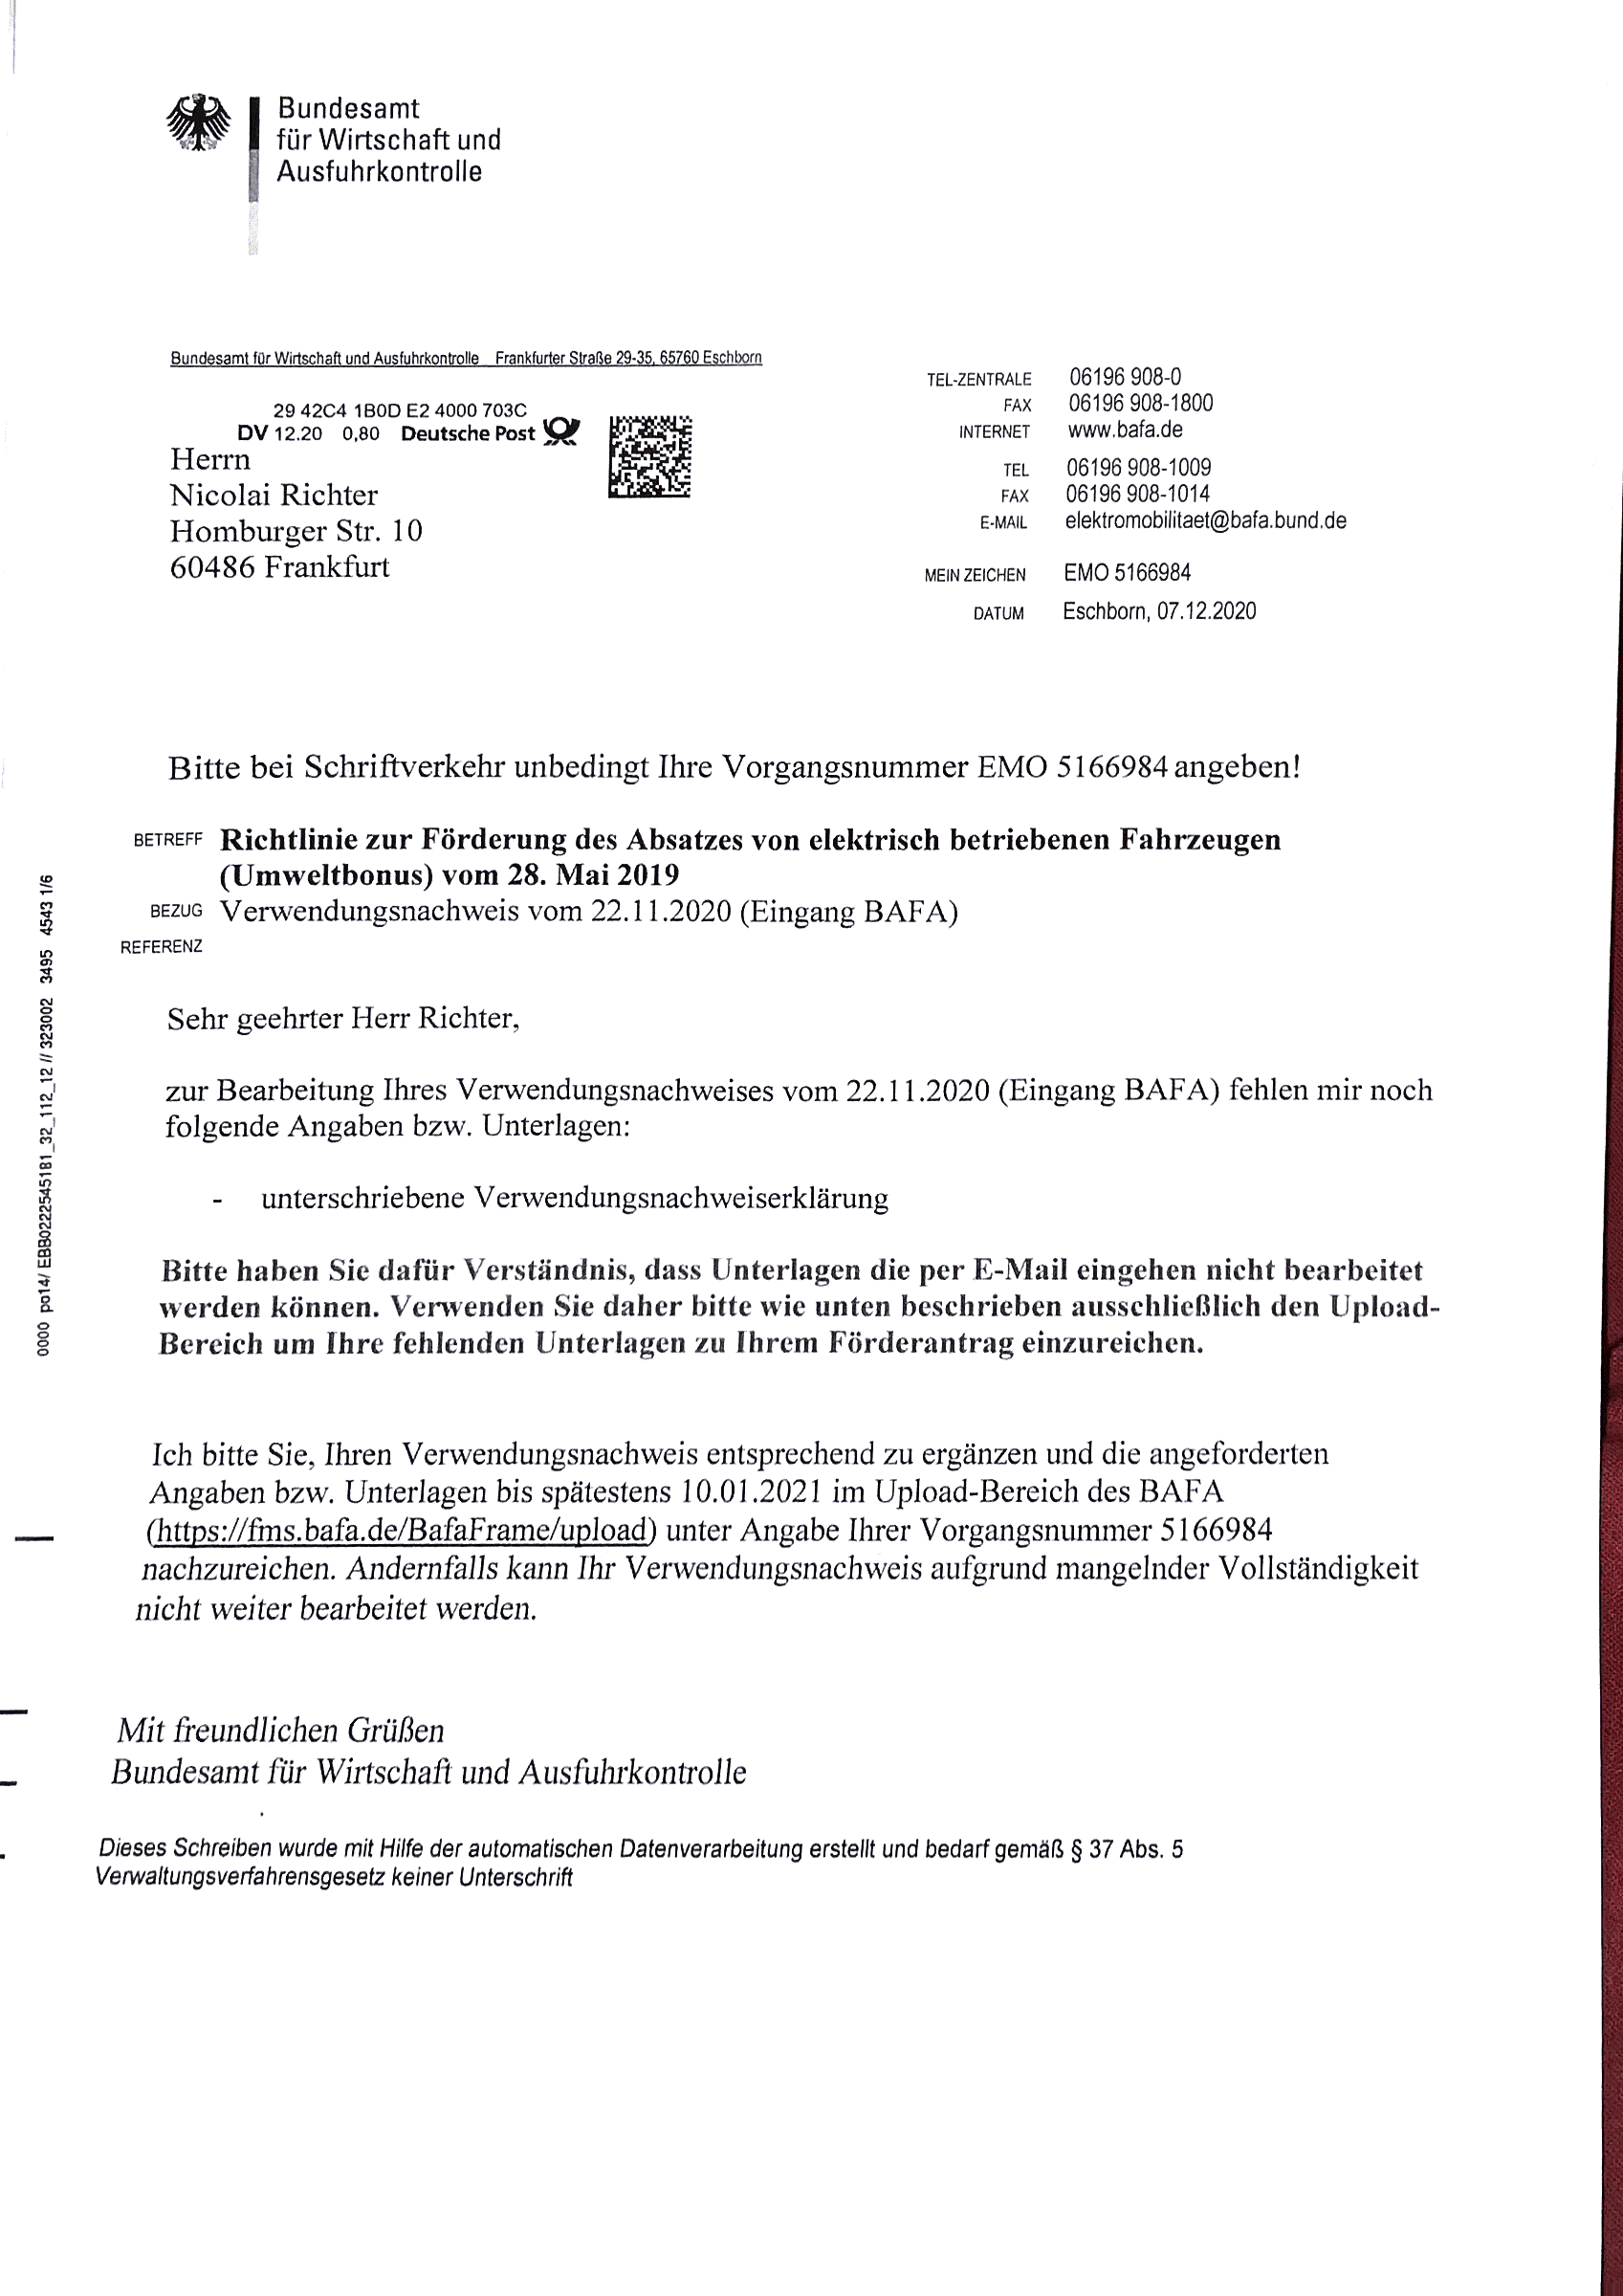 Bundesamt
für Wirtschaft und
Ausfuhrkontrolle
Bundesamt für Wirtschaft und Ausfuhrkontrolle Frankfurter Straße 29-35, 65760 Eschborn
29 42C4 1B0D E2 4000 703C
DV 12.20 0,80 Deutsche Post
Herrn
Nicolai Richter
Homburger Str. 10
60486 Frankfurt
TEL-ZENTRALE 06196 908-0
FAX 06196 908-1800
INTERNET www.bafa.de
TEL 06196 908-1009
FAX 06196 908-1014
E-MAIL elektromobilitaet@bafa.bund.de
MEIN ZEICHEN EMO 5166984
DATUM Eschborn, 07.12.2020
Bitte bei Schriftverkehr unbedingt Ihre Vorgangsnummer EMO 5166984 angeben!
BETREFF Richtlinie zur Förderung des Absatzes von elektrisch betriebenen Fahrzeugen
(Umweltbonus) vom 28. Mai 2019
BEZUG Verwendungsnachweis vom 22.11.2020 (Eingang BAFA)
REFERENZ
0000 po14/ EBB0222545181_32_112_12 // 323002 3495 4543 1/6
Sehr geehrter Herr Richter,
zur Bearbeitung Ihres Verwendungsnachweises vom 22.11.2020 (Eingang BAFA) fehlen mir noch
folgende Angaben bzw. Unterlagen:
- unterschriebene Verwendungsnachweiserklärung
Bitte haben Sie dafür Verständnis, dass Unterlagen die per E-Mail eingehen nicht bearbeitet
werden können. Verwenden Sie daher bitte wie unten beschrieben ausschließlich den Upload-
Bereich um Ihre fehlenden Unterlagen zu Ihrem Förderantrag einzureichen.
Ich bitte Sie, Ihren Verwendungsnachweis entsprechend zu ergänzen und die angeforderten
Angaben bzw. Unterlagen bis spätestens 10.01.2021 im Upload-Bereich des BAFA
(https://fms.bafa.de/BafaFrame/upload) unter Angabe Ihrer Vorgangsnummer 5166984
nachzureichen. Andernfalls kann Ihr Verwendungsnachweis aufgrund mangelnder Vollständigkeit
nicht weiter bearbeitet werden.
Mit freundlichen Grüßen
Bundesamt für Wirtschaft und Ausfuhrkontrolle
Dieses Schreiben wurde mit Hilfe der automatischen Datenverarbeitung erstellt und bedarf gemäß § 37 Abs. 5
Verwaltungsverfahrensgesetz keiner Unterschrift